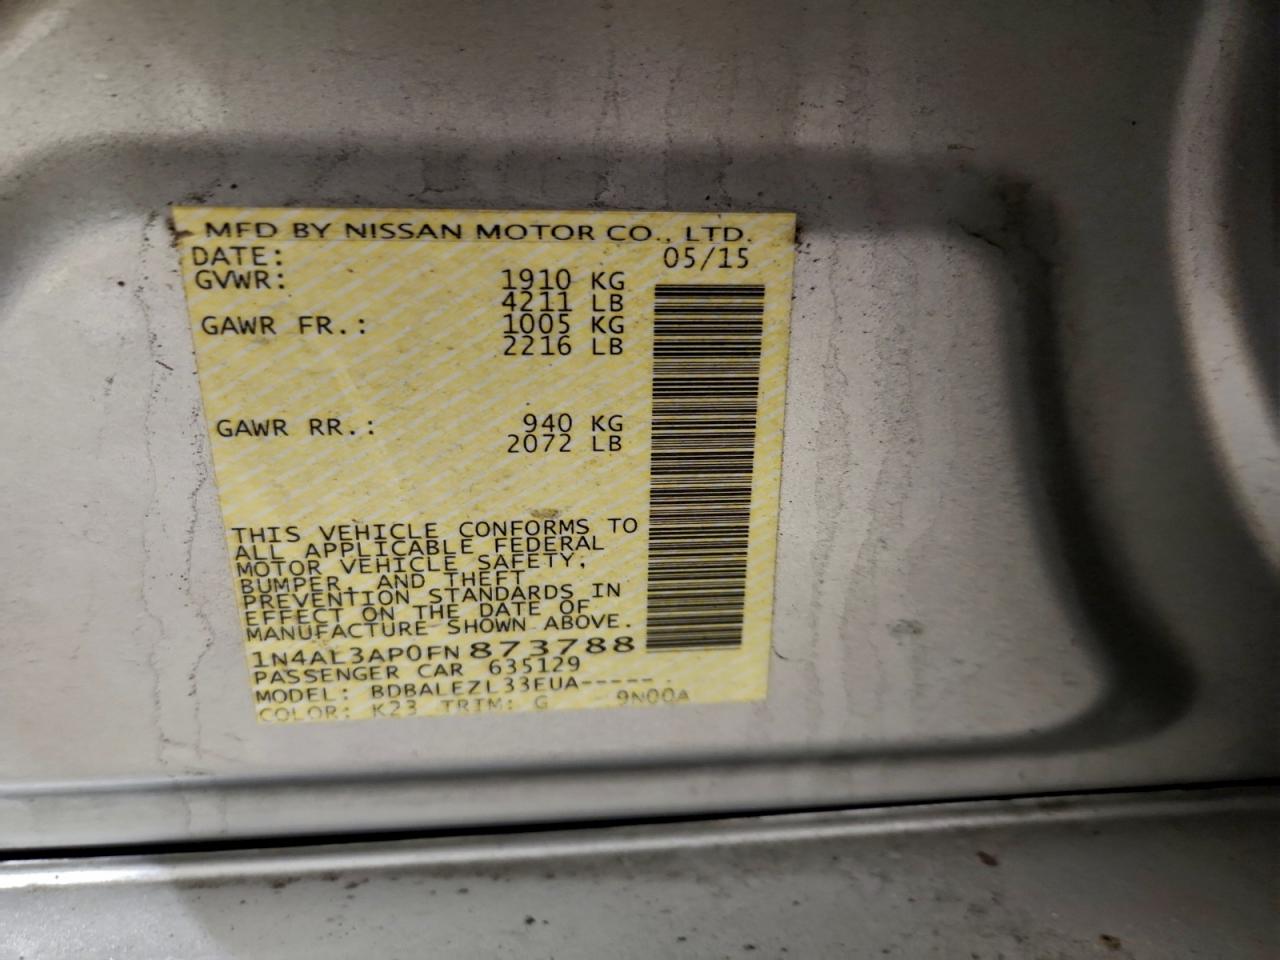 MFD BY NISSAN MOTOR CO., LTD.
DATE: 05/15
GVWR: 1910 KG
4211 LB
GAWR FR.: 1005 KG
2216 LB
GAWR RR.: 940 KG
2072 LB
THIS VEHICLE CONFORMS TO
ALL APPLICABLE FEDERAL
MOTOR VEHICLE SAFETY,
BUMPER, AND THEFT
PREVENTION STANDARDS IN
EFFECT ON THE DATE OF
MANUFACTURE SHOWN ABOVE.
1N4AL3AP0FN873788
PASSENGER CAR 635129
MODEL: BDBALEZL33EUA-----
COLOR: K23 TRIM: G 9N00A